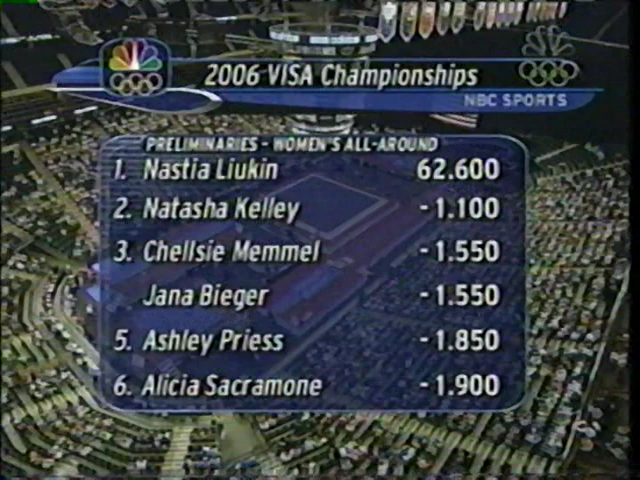 2006 VISA Championships
NBC SPORTS
PRELIMINARIES - WOMEN'S ALL-AROUND
1. Nastia Liukin 62.600
2. Natasha Kelley -1.100
3. Chellsie Memmel -1.550
Jana Bieger -1.550
5. Ashley Priess -1.850
6. Alicia Sacramone -1.900